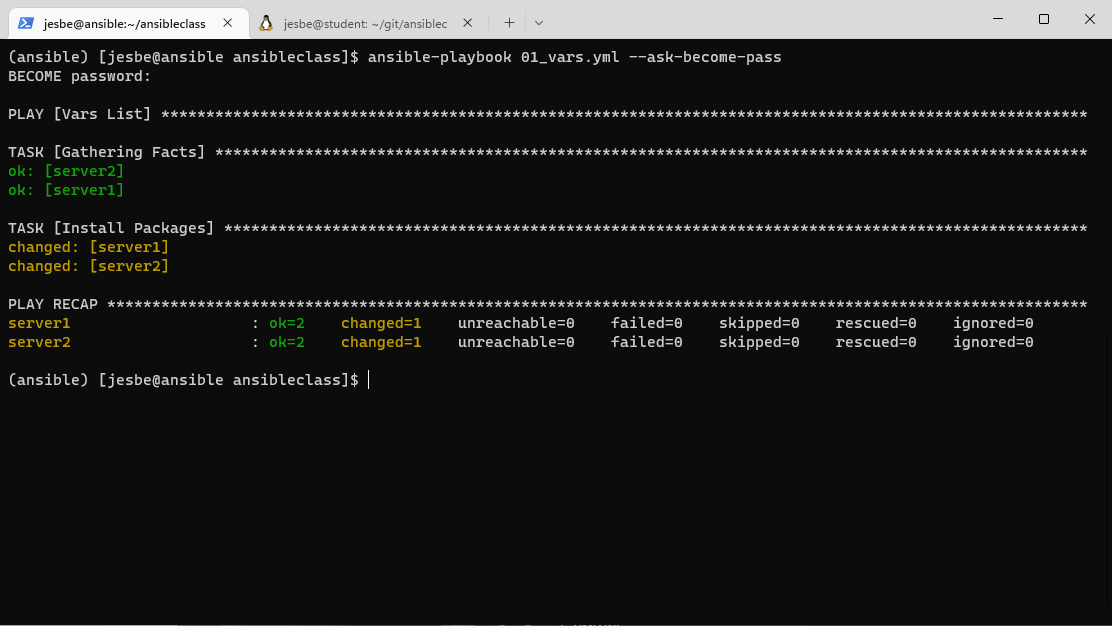 jesbe@ansible:~/ansibleclass
jesbe@student: ~/git/ansiblec
(ansible) [jesbe@ansible ansibleclass]$ ansible-playbook 01_vars.yml --ask-become-pass
BECOME password:
PLAY [Vars List] *******************************************************************************************************
TASK [Gathering Facts] *************************************************************************************************
ok: [server2]
ok: [server1]
TASK [Install Packages] ************************************************************************************************
changed: [server1]
changed: [server2]
PLAY RECAP *************************************************************************************************************
server1                    : ok=2    changed=1    unreachable=0    failed=0    skipped=0    rescued=0    ignored=0
server2                    : ok=2    changed=1    unreachable=0    failed=0    skipped=0    rescued=0    ignored=0
(ansible) [jesbe@ansible ansibleclass]$